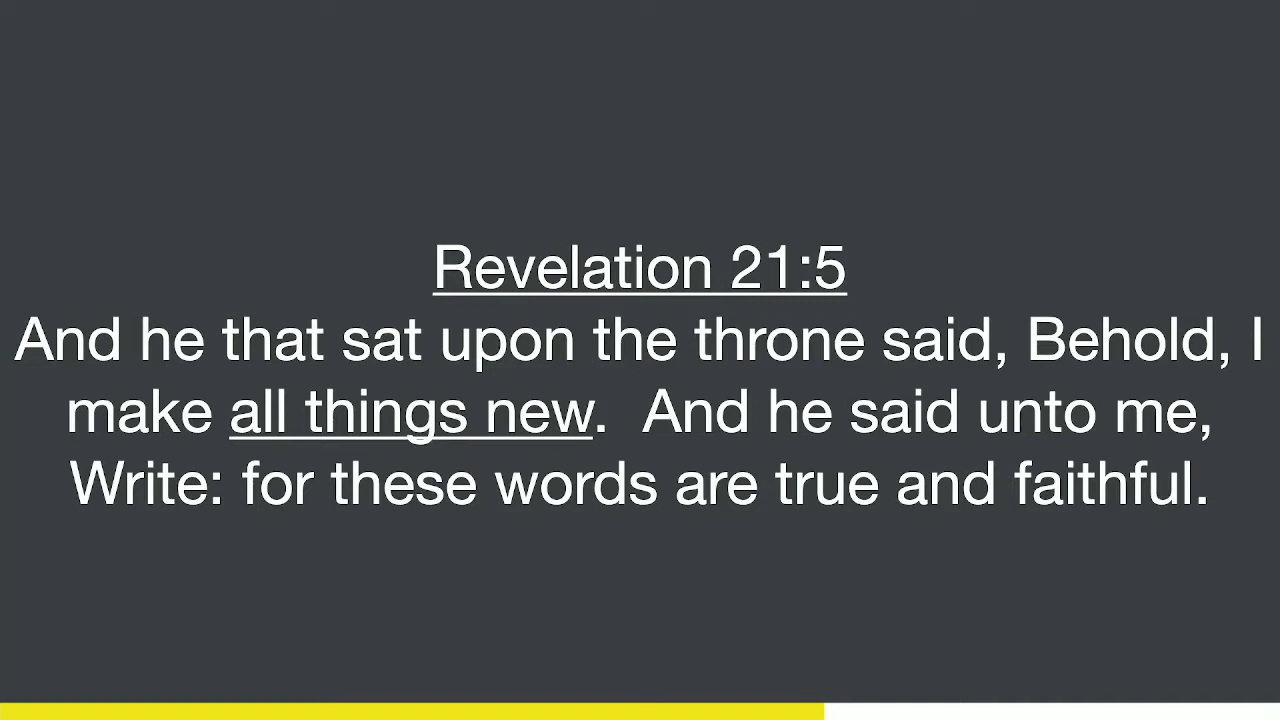 Revelation 21:5
And he that sat upon the throne said, Behold, I
make all things new.  And he said unto me,
Write: for these words are true and faithful.